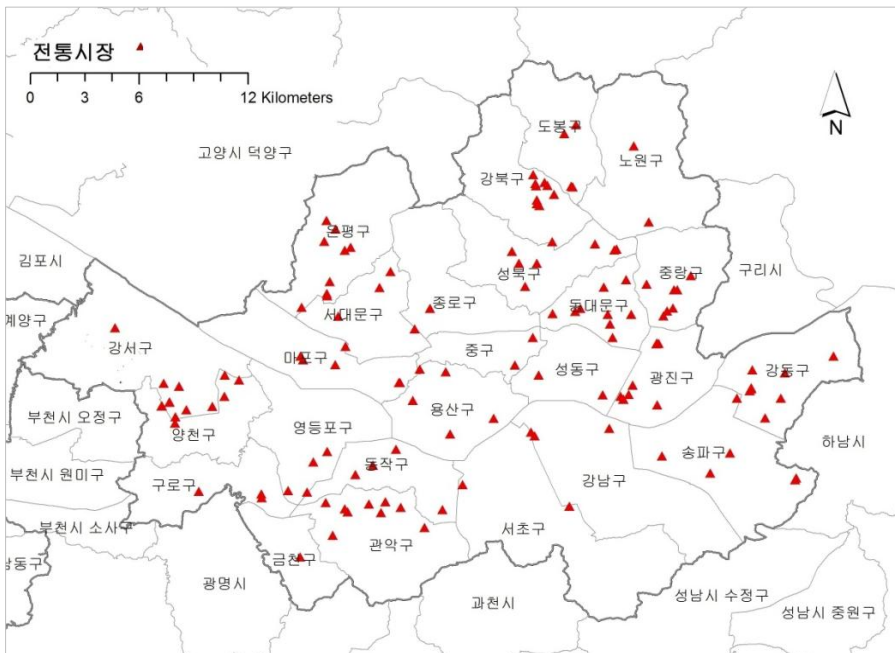 전통시장
0 3 6 12 Kilometers
N
도봉구
고양시 덕양구
노원구
강북구
은평구
김포시
성북구
중랑구
구리시
종로구
동대문구
서대문구
계양구
강서구
마포구
중구
성동구
강동구
광진구
부천시 오정구
용산구
양천구
영등포구
하남시
송파구
동작구
부천시 원미구
강남구
구로구
부천시 소사구
서초구
관악구
금천구
남동구
광명시
과천시
성남시 수정구
성남시 중원구